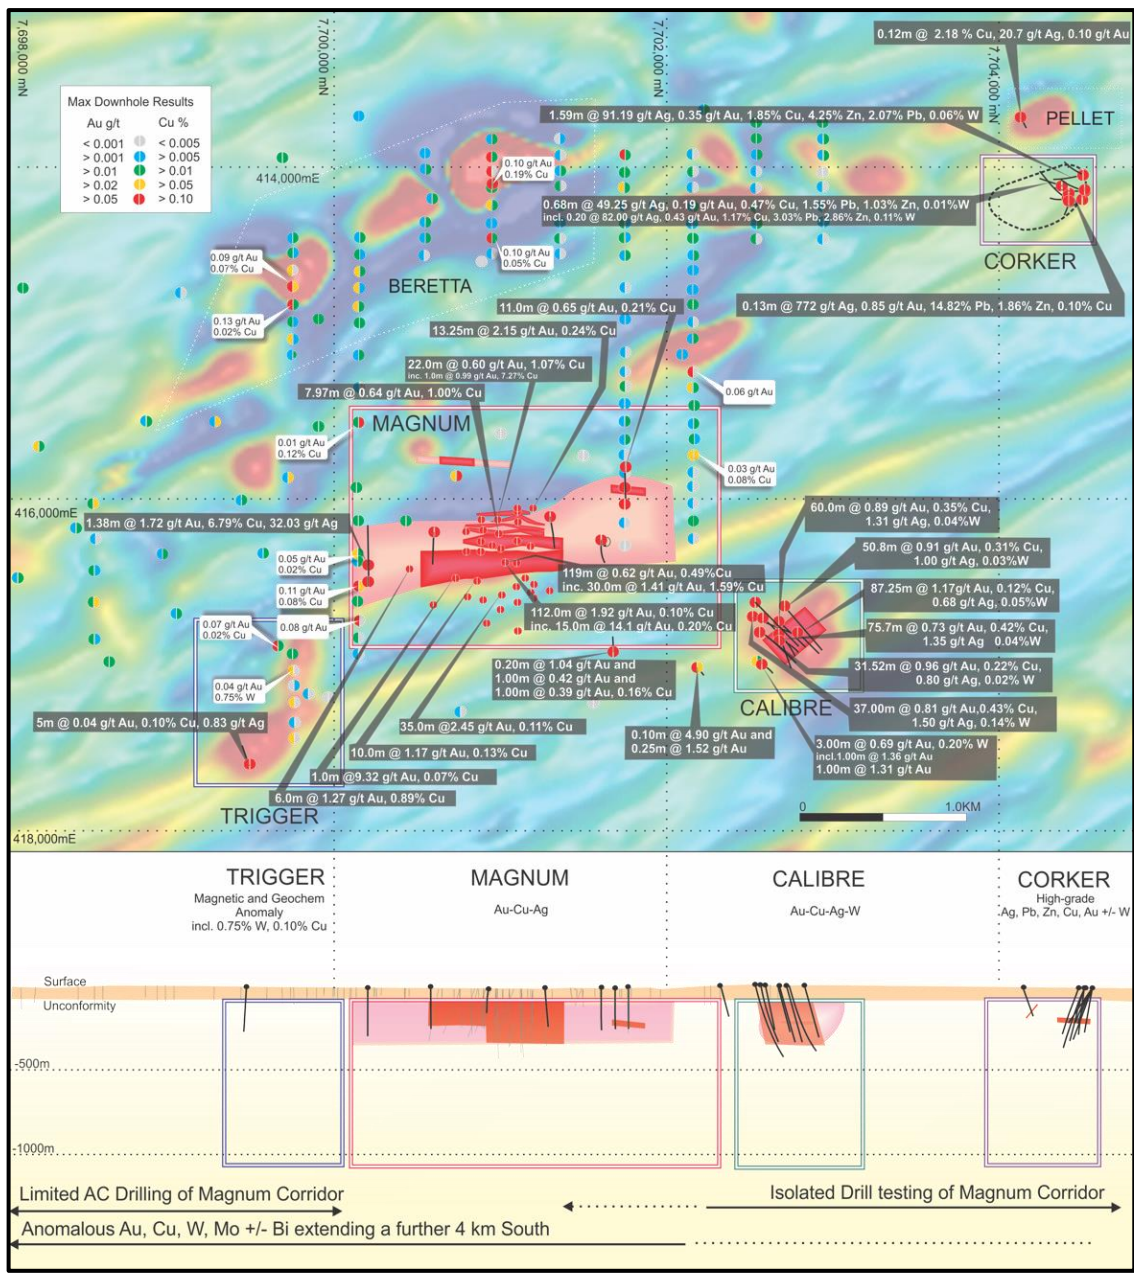 7,698,000 mN
7,700,000 mN
7,702,000 mN
7,704,000 mN
0.12m @ 2.18 % Cu, 20.7 g/t Ag, 0.10 g/t Au
Max Downhole Results
Au g/t Cu %
< 0.001 < 0.005
> 0.001 > 0.005
> 0.01 > 0.01
> 0.02 > 0.05
> 0.05 > 0.10
1.59m @ 91.19 g/t Ag, 0.35 g/t Au, 1.85% Cu, 4.25% Zn, 2.07% Pb, 0.06% W
PELLET
414,000mE
0.10 g/t Au
0.19% Cu
0.68m @ 49.25 g/t Ag, 0.19 g/t Au, 0.47% Cu, 1.55% Pb, 1.03% Zn, 0.01%W
incl. 0.20 @ 82.00 g/t Ag, 0.43 g/t Au, 1.17% Cu, 3.03% Pb, 2.86% Zn, 0.11% W
0.10 g/t Au
0.05% Cu
0.09 g/t Au
0.07% Cu
CORKER
BERETTA
0.13m @ 772 g/t Ag, 0.85 g/t Au, 14.82% Pb, 1.86% Zn, 0.10% Cu
11.0m @ 0.65 g/t Au, 0.21% Cu
0.13 g/t Au
0.02% Cu
13.25m @ 2.15 g/t Au, 0.24% Cu
22.0m @ 0.60 g/t Au, 1.07% Cu
inc. 1.0m @ 0.99 g/t Au, 7.27% Cu
7.97m @ 0.64 g/t Au, 1.00% Cu
0.06 g/t Au
MAGNUM
0.01 g/t Au
0.12% Cu
0.03 g/t Au
0.08% Cu
416,000mE
60.0m @ 0.89 g/t Au, 0.35% Cu,
1.31 g/t Ag, 0.04%W
1.38m @ 1.72 g/t Au, 6.79% Cu, 32.03 g/t Ag
50.8m @ 0.91 g/t Au, 0.31% Cu,
1.00 g/t Ag, 0.03%W
0.05 g/t Au
0.02% Cu
119m @ 0.62 g/t Au, 0.49%Cu
inc. 30.0m @ 1.41 g/t Au, 1.59% Cu
87.25m @ 1.17g/t Au, 0.12% Cu,
0.68 g/t Ag, 0.05%W
0.11 g/t Au
0.08% Cu
112.0m @ 1.92 g/t Au, 0.10% Cu
inc. 15.0m @ 14.1 g/t Au, 0.20% Cu
0.07 g/t Au
0.02% Cu
0.08 g/t Au
75.7m @ 0.73 g/t Au, 0.42% Cu,
1.35 g/t Ag 0.04%W
0.20m @ 1.04 g/t Au and
1.00m @ 0.42 g/t Au and
1.00m @ 0.39 g/t Au, 0.16% Cu
31.52m @ 0.96 g/t Au, 0.22% Cu,
0.80 g/t Ag, 0.02% W
0.04 g/t Au
0.75% W
CALIBRE
37.00m @ 0.81 g/t Au,0.43% Cu,
1.50 g/t Ag, 0.14% W
5m @ 0.04 g/t Au, 0.10% Cu, 0.83 g/t Ag
35.0m @2.45 g/t Au, 0.11% Cu
0.10m @ 4.90 g/t Au and
0.25m @ 1.52 g/t Au
3.00m @ 0.69 g/t Au, 0.20% W
incl.1.00m @ 1.36 g/t Au
1.00m @ 1.31 g/t Au
10.0m @ 1.17 g/t Au, 0.13% Cu
1.0m @9.32 g/t Au, 0.07% Cu
6.0m @ 1.27 g/t Au, 0.89% Cu
0 1.0KM
TRIGGER
418,000mE
TRIGGER
Magnetic and Geochem
Anomaly
incl. 0.75% W, 0.10% Cu
MAGNUM
Au-Cu-Ag
CALIBRE
Au-Cu-Ag-W
CORKER
High-grade
Ag, Pb, Zn, Cu, Au +/- W
Surface
Unconformity
-500m
-1000m
Limited AC Drilling of Magnum Corridor
Isolated Drill testing of Magnum Corridor
Anomalous Au, Cu, W, Mo +/- Bi extending a further 4 km South